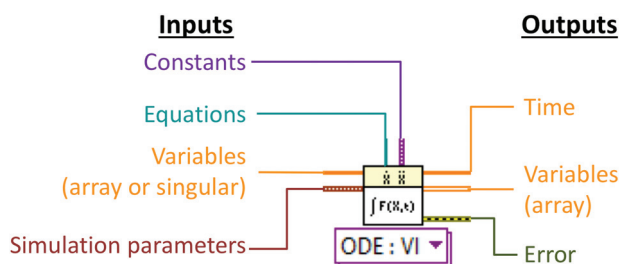 Inputs
Outputs
Constants
Equations
Time
Variables
(array or singular)
Variables
(array)
Ẋ Ẍ
∫F(X,t)
Simulation parameters
ODE : VI
Error